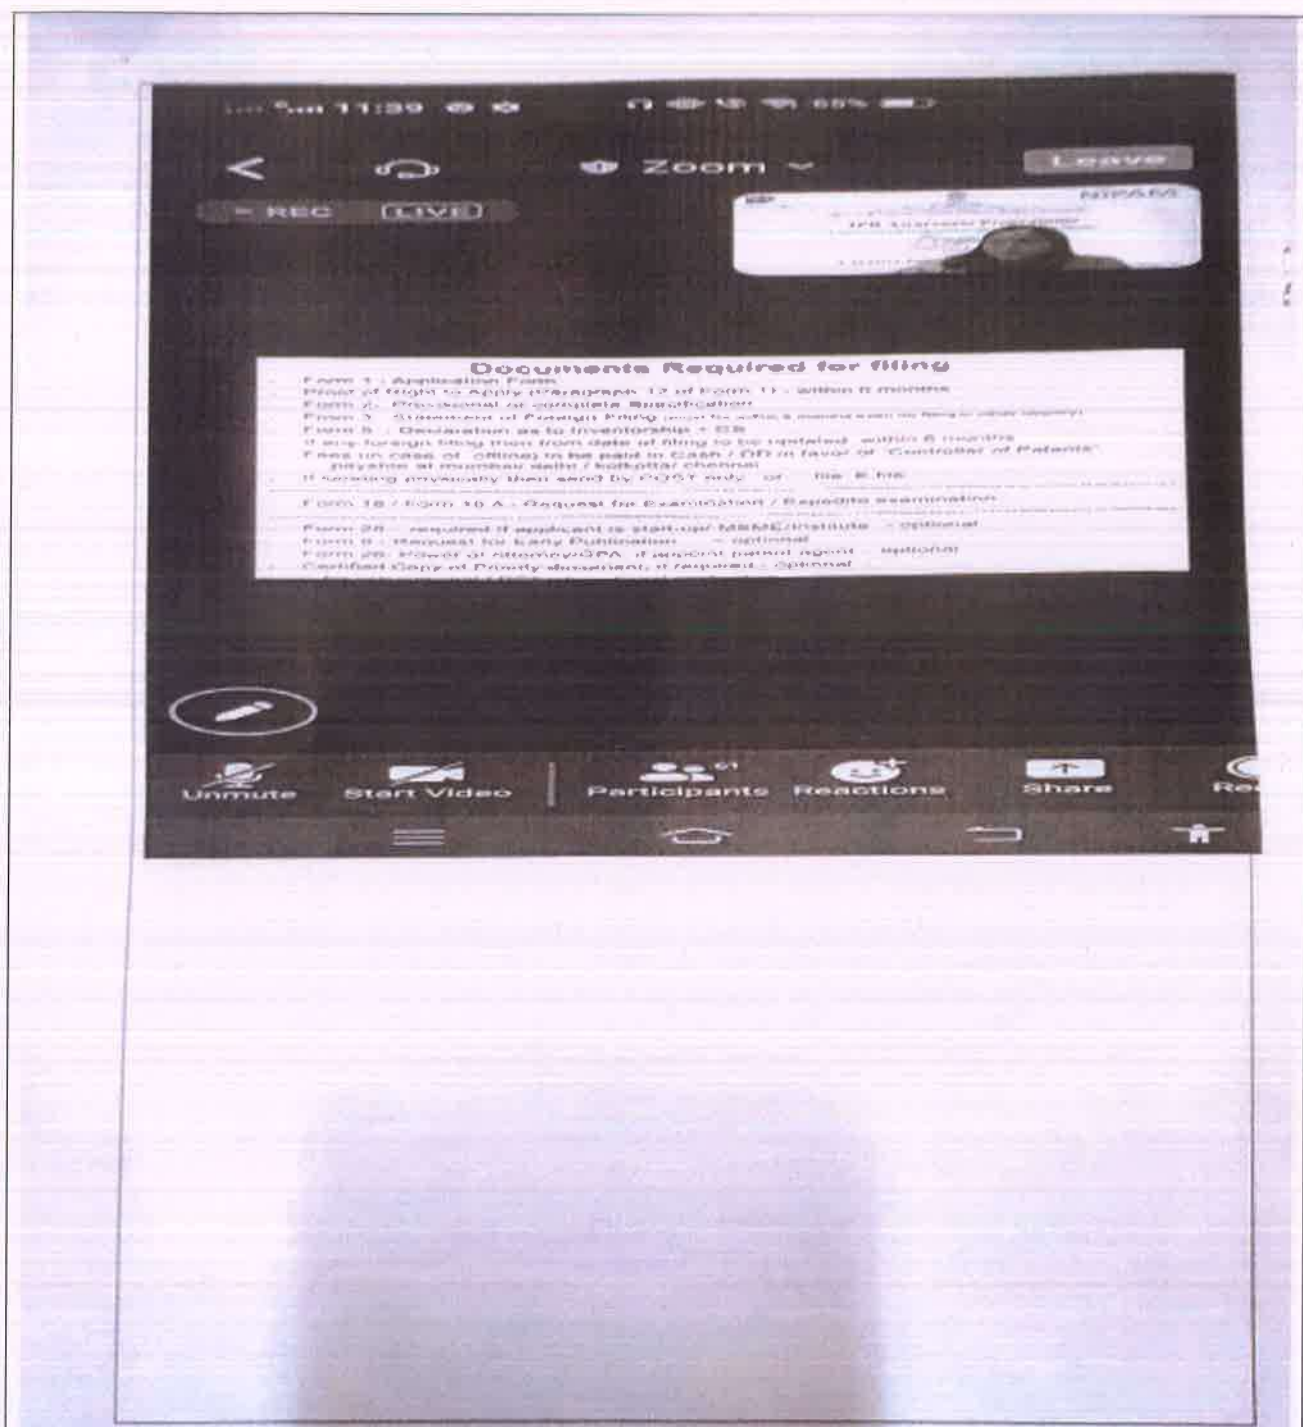 11:39 65%
Zoom Leave
REC LIVE
NIPAM
Documents Required for filing
Form 1 - Application Form
Proof of Right to Apply (Paragraph 12 of Form 1) - within 6 months
Form 2 - Provisional or complete Specification
Form 3 - Statement of Foreign Filing
Form 5 - Declaration as to Inventorship + CS
If any foreign filing then from date of filing to be updated within 6 months
Fees (in case of offline) to be paid in Cash / DD in favor of "Controller of Patents"
payable at mumbai/ delhi / kolkotta/ chennai
If sending physically then send by POST only or file
Form 18 / Form 18 A - Request for Examination / Expedite examination
Form 28 - required if applicant is start-up/ MSME/Institute - optional
Form 9 - Request for Early Publication - optional
Form 26- Power of Attorney/GPA, if appoint patent agent - optional
Certified Copy of Priority document, if required - Optional
61
Unmute Start Video Participants Reactions Share